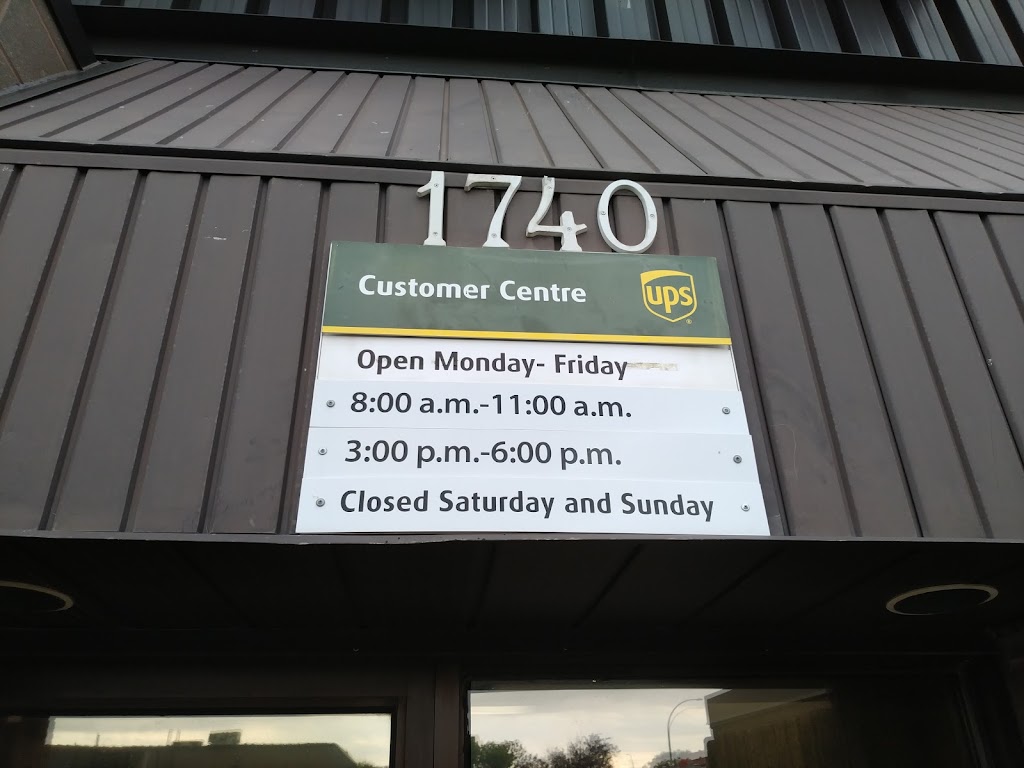 1740
Customer Centre
ups
Open Monday- Friday
8:00 a.m.-11:00 a.m.
3:00 p.m.-6:00 p.m.
Closed Saturday and Sunday